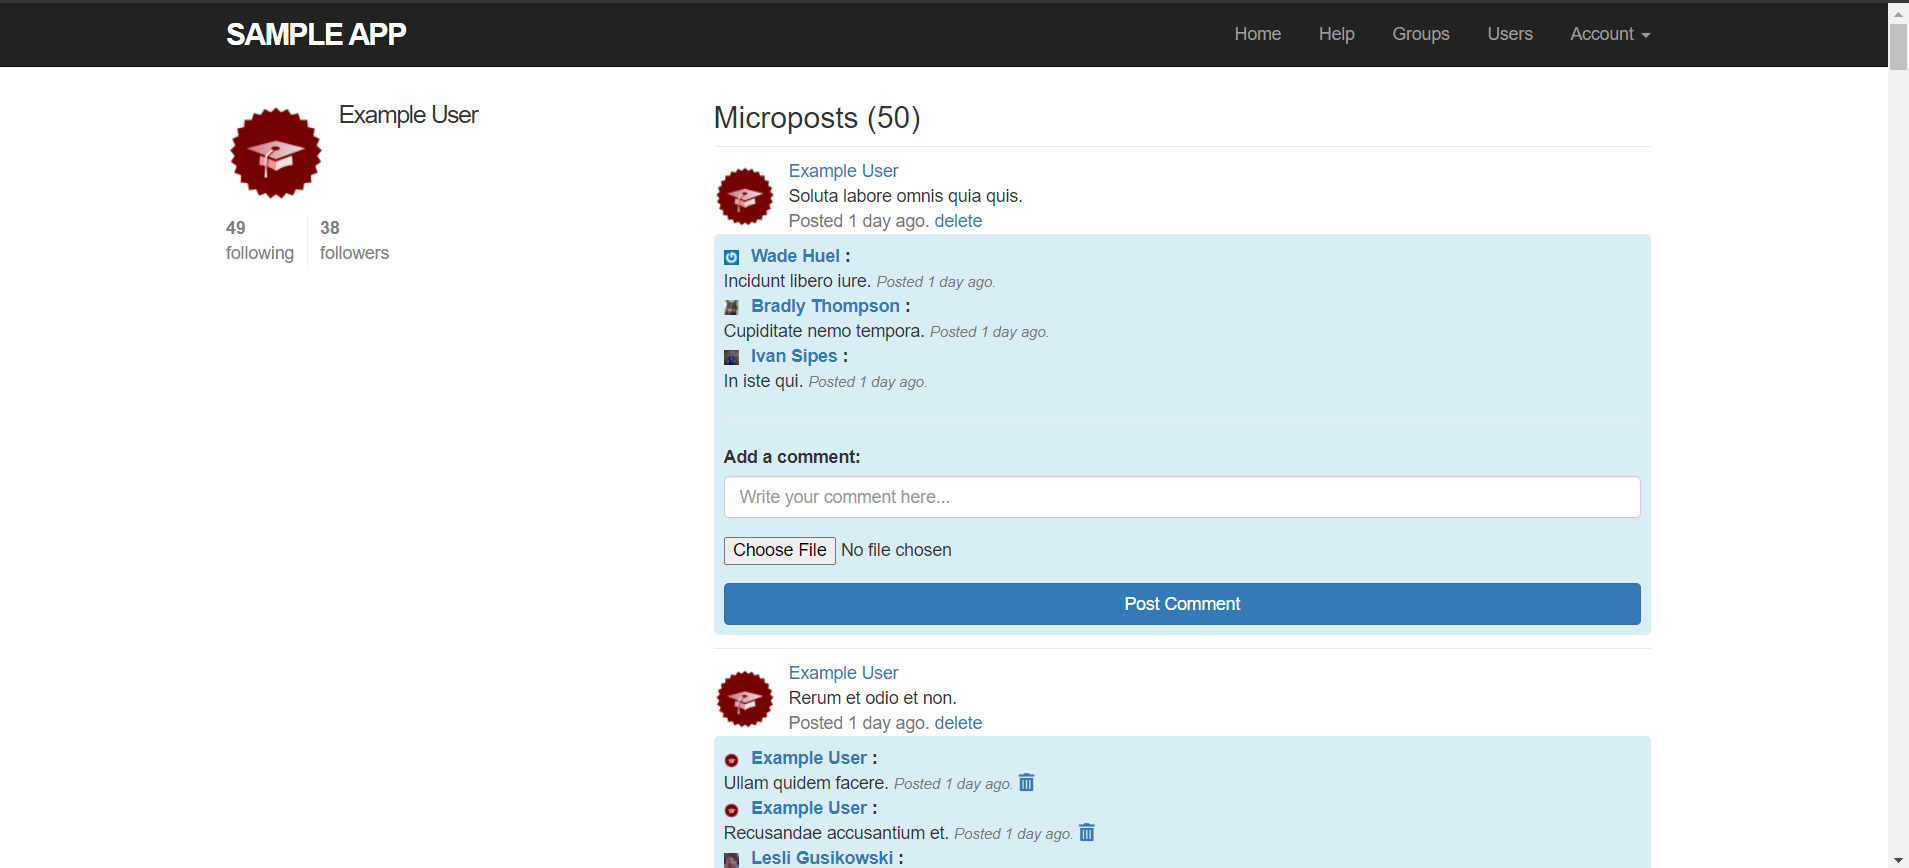 SAMPLE APP
Home Help Groups Users Account
Example User
49 38
following followers
Microposts (50)
Example User
Soluta labore omnis quia quis.
Posted 1 day ago. delete
Wade Huel :
Incidunt libero iure. Posted 1 day ago.
Bradly Thompson :
Cupiditate nemo tempora. Posted 1 day ago.
Ivan Sipes :
In iste qui. Posted 1 day ago.
Add a comment:
Write your comment here...
Choose File No file chosen
Post Comment
Example User
Rerum et odio et non.
Posted 1 day ago. delete
Example User :
Ullam quidem facere. Posted 1 day ago.
Example User :
Recusandae accusantium et. Posted 1 day ago.
Lesli Gusikowski :